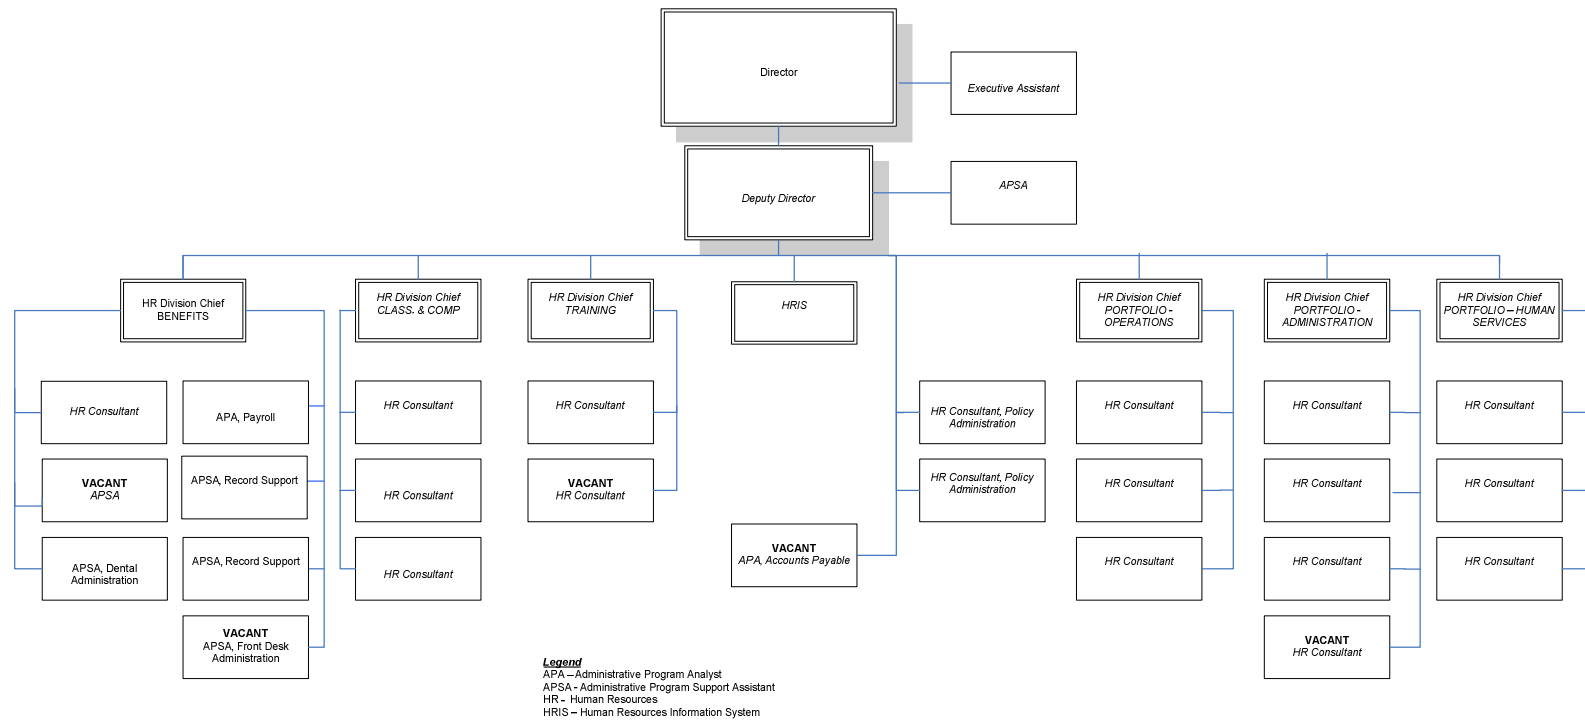 Director
Executive Assistant
Deputy Director
APSA
HR Division Chief
BENEFITS
HR Division Chief
CLASS. & COMP
HR Division Chief
TRAINING
HRIS
HR Division Chief
PORTFOLIO -
OPERATIONS
HR Division Chief
PORTFOLIO -
ADMINISTRATION
HR Division Chief
PORTFOLIO – HUMAN
SERVICES
HR Consultant
APA, Payroll
HR Consultant
HR Consultant
HR Consultant, Policy
Administration
HR Consultant
HR Consultant
HR Consultant
VACANT
APSA
APSA, Record Support
HR Consultant
VACANT
HR Consultant
HR Consultant, Policy
Administration
HR Consultant
HR Consultant
HR Consultant
APSA, Dental
Administration
APSA, Record Support
HR Consultant
VACANT
APA, Accounts Payable
HR Consultant
HR Consultant
HR Consultant
VACANT
APSA, Front Desk
Administration
VACANT
HR Consultant
Legend
APA – Administrative Program Analyst
APSA - Administrative Program Support Assistant
HR - Human Resources
HRIS – Human Resources Information System